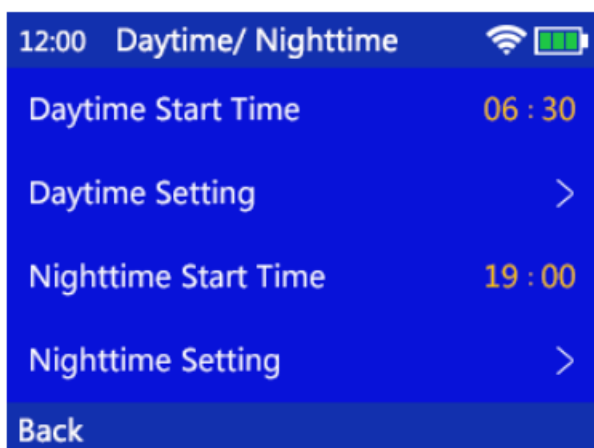 12:00 Daytime/ Nighttime
Daytime Start Time 06 : 30
Daytime Setting >
Nighttime Start Time 19 : 00
Nighttime Setting >
Back